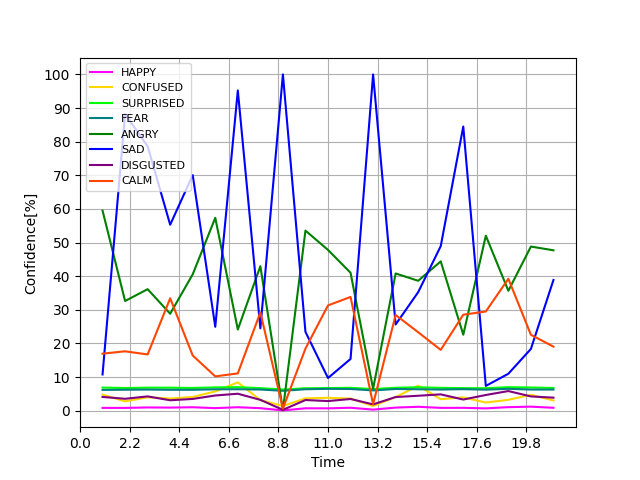 HAPPY
CONFUSED
SURPRISED
FEAR
ANGRY
SAD
DISGUSTED
CALM
Confidence[%]
100
90
80
70
60
50
40
30
20
10
0
0.0 2.2 4.4 6.6 8.8 11.0 13.2 15.4 17.6 19.8
Time